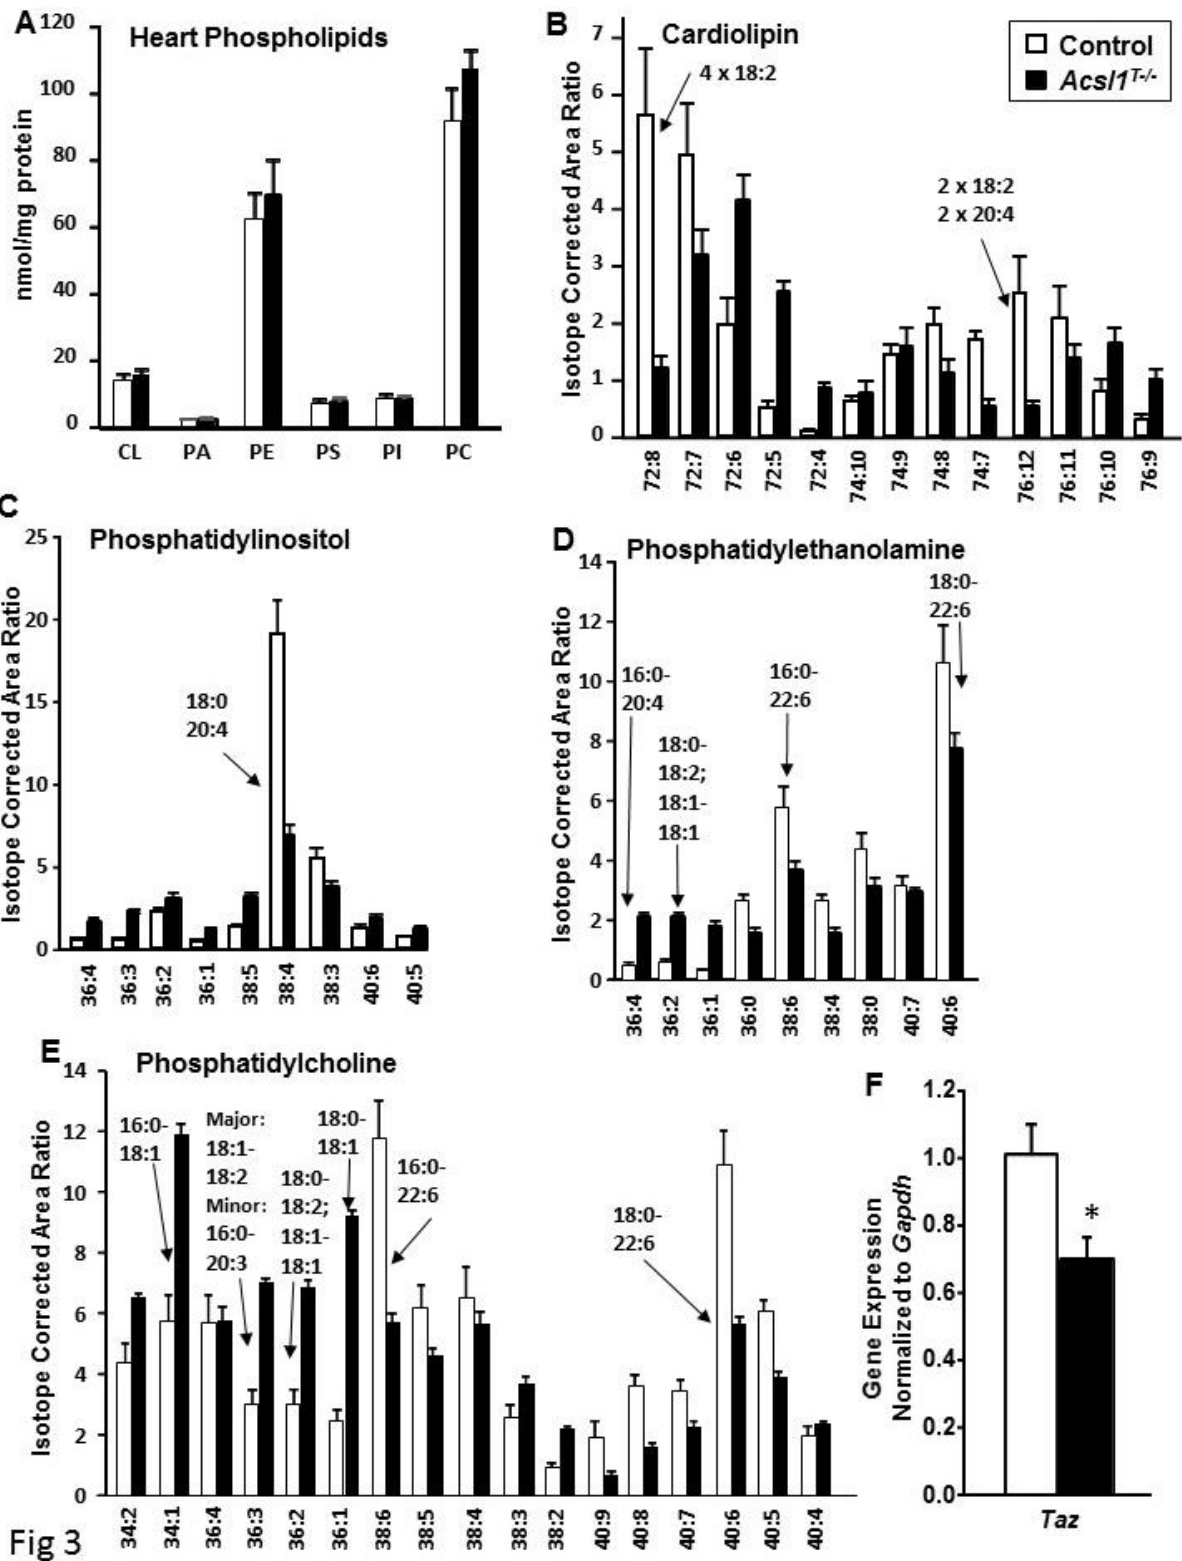 A
Heart Phospholipids
nmol/mg protein
120
100
80
60
40
20
0
CL PA PE PS PI PC
B
Cardiolipin
Control
Acsl1T-/-
Isotope Corrected Area Ratio
7
6
5
4
3
2
1
0
4 x 18:2
2 x 18:2
2 x 20:4
72:8 72:7 72:6 72:5 72:4 74:10 74:9 74:8 74:7 76:12 76:11 76:10 76:9
C
Phosphatidylinositol
Isotope Corrected Area Ratio
25
20
15
10
5
0
18:0
20:4
36:4 36:3 36:2 36:1 38:5 38:4 38:3 40:6 40:5
D
Phosphatidylethanolamine
Isotope Corrected Area Ratio
14
12
10
8
6
4
2
0
16:0-
20:4
18:0-
18:2;
18:1-
18:1
16:0-
22:6
18:0-
22:6
36:4 36:2 36:1 36:0 38:6 38:4 38:0 40:7 40:6
E
Phosphatidylcholine
Isotope Corrected Area Ratio
14
12
10
8
6
4
2
0
16:0-
18:1
Major:
18:1-
18:2
Minor:
16:0-
20:3
18:0-
18:2;
18:1-
18:1
18:0-
18:1
16:0-
22:6
18:0-
22:6
34:2 34:1 36:4 36:3 36:2 36:1 38:6 38:5 38:4 38:3 38:2 40:9 40:8 40:7 40:6 40:5 40:4
F
Gene Expression
Normalized to Gapdh
1.2
1.0
0.8
0.6
0.4
0.2
0.0
*
Taz
Fig 3